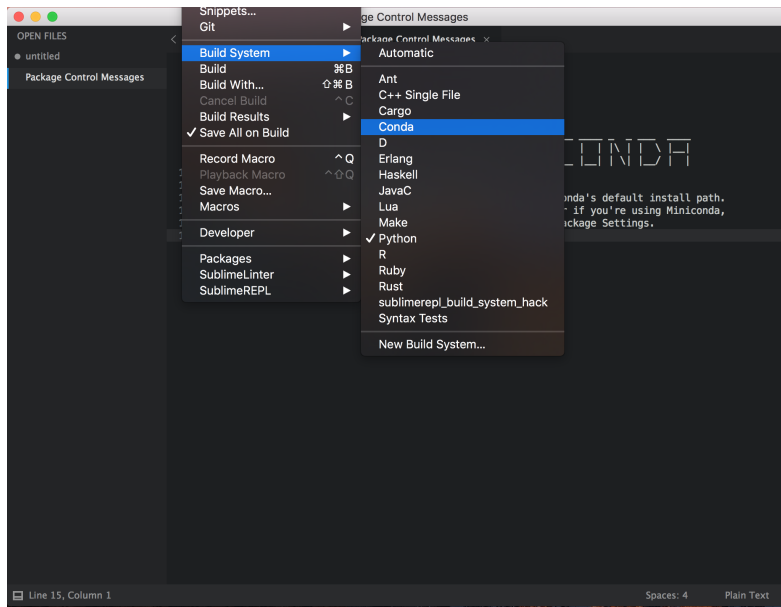 ge Control Messages
OPEN FILES
untitled
Package Control Messages
Package Control Messages ×
Snippets...
Git
Build System
Build ⌘B
Build With... ⇧⌘B
Cancel Build ^C
Build Results
✓ Save All on Build
Record Macro ^Q
Playback Macro ^⇧Q
Save Macro...
Macros
Developer
Packages
SublimeLinter
SublimeREPL
Automatic
Ant
C++ Single File
Cargo
Conda
D
Erlang
Haskell
JavaC
Lua
Make
✓ Python
R
Ruby
Rust
sublimerepl_build_system_hack
Syntax Tests
New Build System...
CONDA
onda's default install path.
r if you're using Miniconda,
ackage Settings.
Line 15, Column 1
Spaces: 4
Plain Text